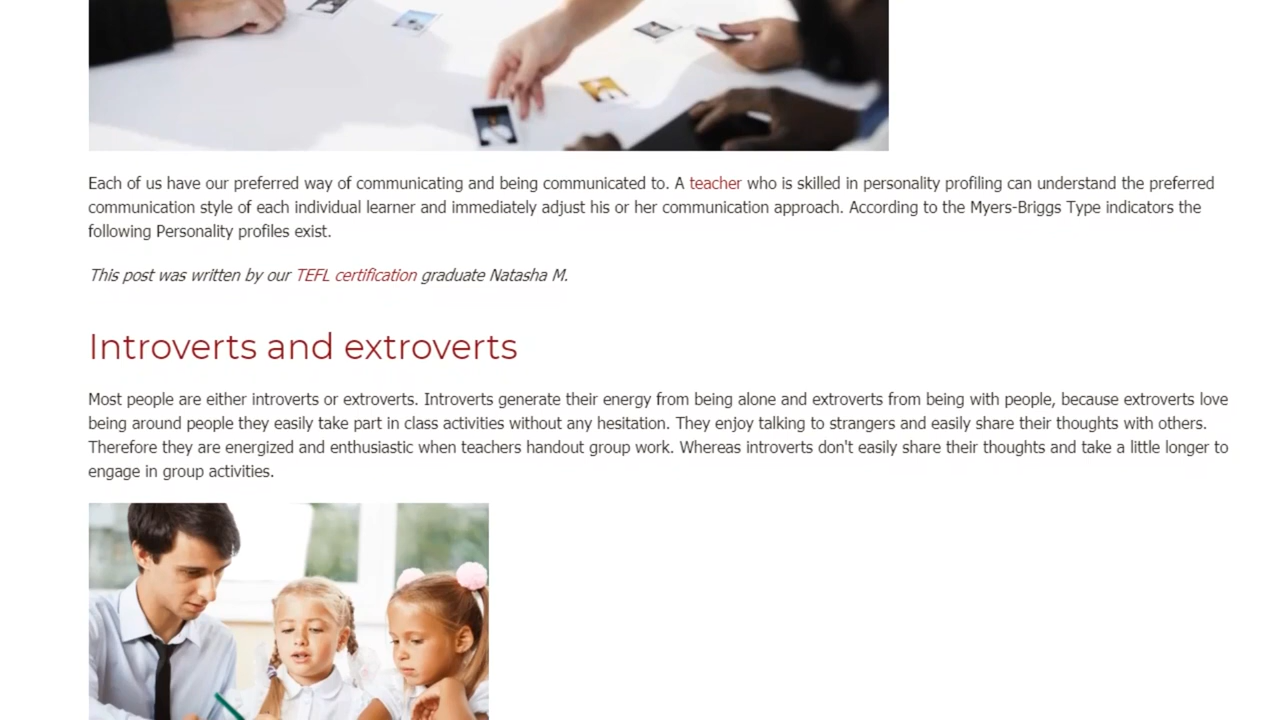 Each of us have our preferred way of communicating and being communicated to. A teacher who is skilled in personality profiling can understand the preferred
communication style of each individual learner and immediately adjust his or her communication approach. According to the Myers-Briggs Type indicators the
following Personality profiles exist.
This post was written by our TEFL certification graduate Natasha M.
Introverts and extroverts
Most people are either introverts or extroverts. Introverts generate their energy from being alone and extroverts from being with people, because extroverts love
being around people they easily take part in class activities without any hesitation. They enjoy talking to strangers and easily share their thoughts with others.
Therefore they are energized and enthusiastic when teachers handout group work. Whereas introverts don't easily share their thoughts and take a little longer to
engage in group activities.